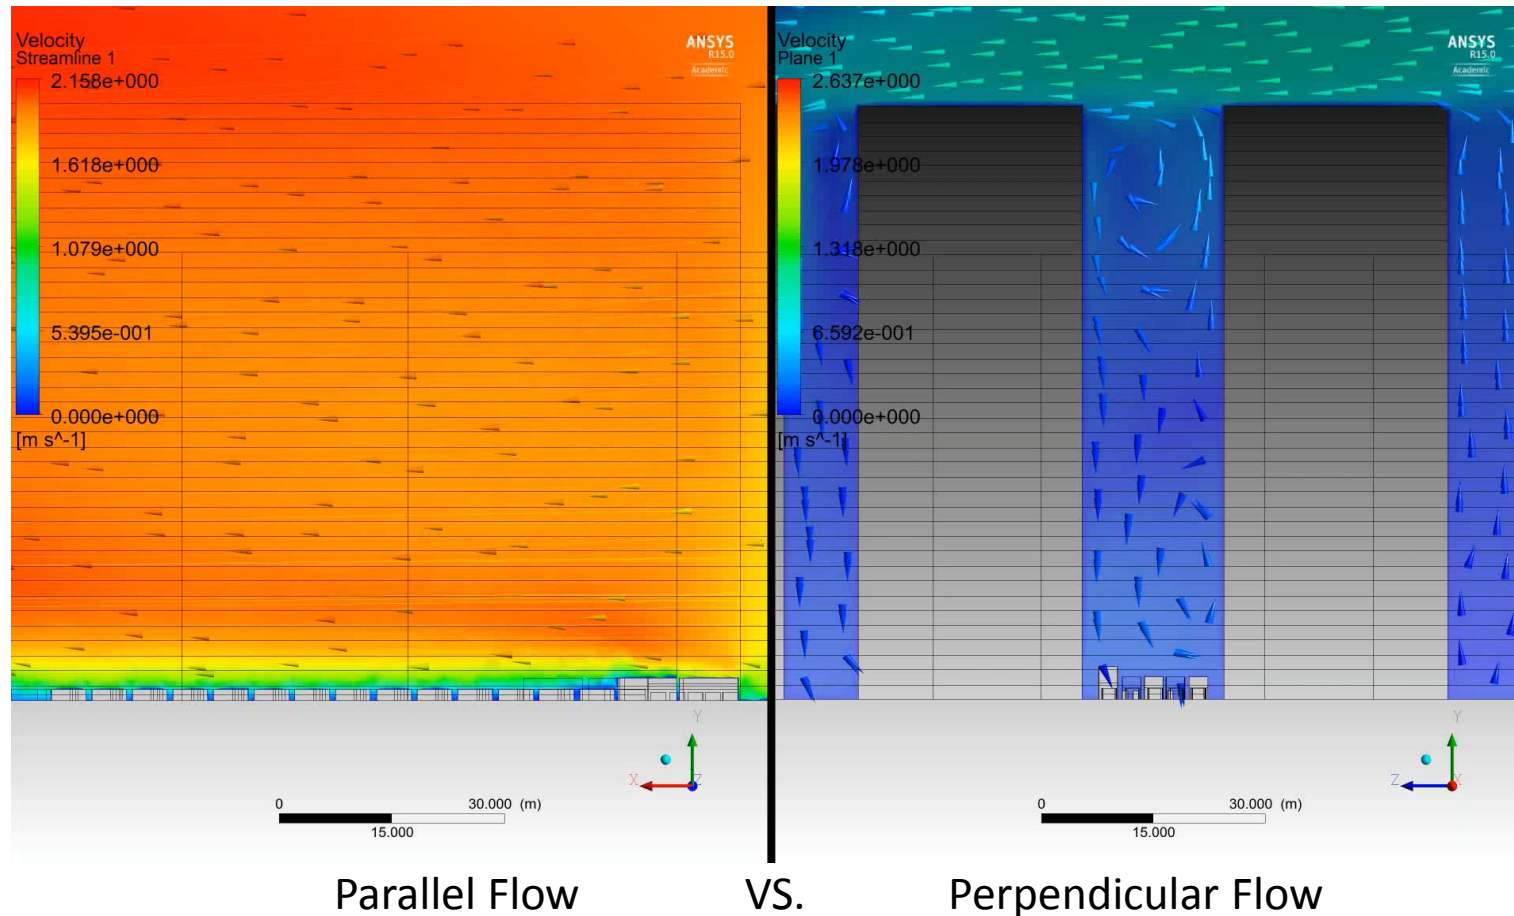 Velocity
Streamline 1
2.158e+000
1.618e+000
1.079e+000
5.395e-001
0.000e+000
[m s^-1]
ANSYS
R15.0
Academic
Y
X
Z
0
30.000 (m)
15.000
Velocity
Plane 1
2.637e+000
1.978e+000
1.318e+000
6.592e-001
0.000e+000
[m s^-1]
ANSYS
R15.0
Academic
Y
Z
X
0
30.000 (m)
15.000
Parallel Flow VS. Perpendicular Flow